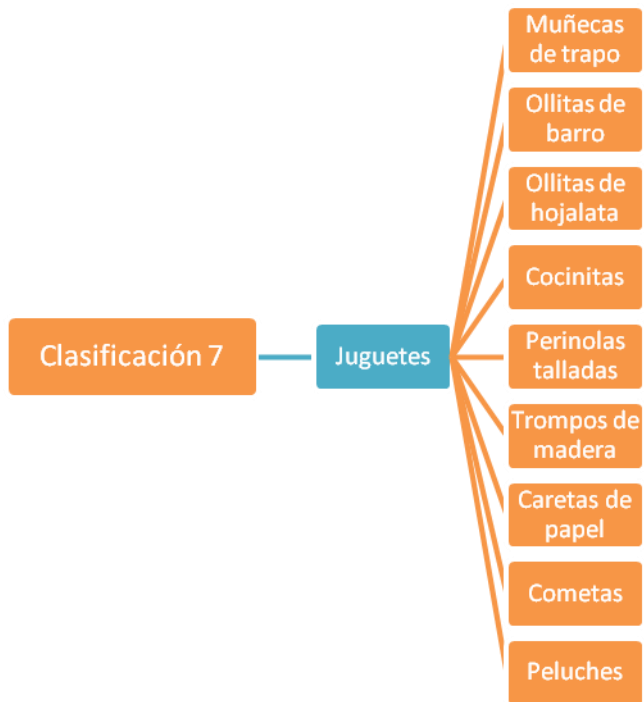 Muñecas
de trapo
Ollitas de
barro
Ollitas de
hojalata
Cocinitas
Clasificación 7
Juguetes
Perinolas
talladas
Trompos de
madera
Caretas de
papel
Cometas
Peluches